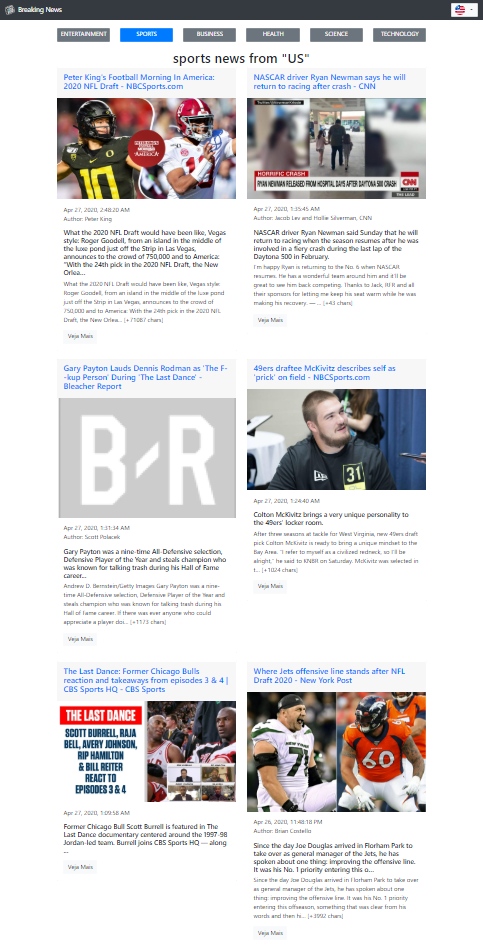 Breaking News
ENTERTAINMENT
SPORTS
BUSINESS
HEALTH
SCIENCE
TECHNOLOGY
sports news from "US"
Peter King's Football Morning In America:
2020 NFL Draft - NBCSports.com
10
AMERICA
Apr 27, 2020, 2:48:20 AM
Author: Peter King
What the 2020 NFL Draft would have been like, Vegas
style: Roger Goodell, from an island in the middle of
the luxe pond just off the Strip in Las Vegas,
announces to the crowd of 750,000 and to America:
"With the 24th pick in the 2020 NFL Draft, the New
Orlea...
What the 2020 NFL Draft would have been like, Vegas style:
Roger Goodell, from an island in the middle of the luxe pond
just off the Strip in Las Vegas, announces to the crowd of
750,000 and to America: With the 24th pick in the 2020 NFL
Draft, the New Orlea... [+71087 chars]
Veja Mais
NASCAR driver Ryan Newman says he will
return to racing after crash - CNN
HORRIFIC CRASH
RYAN NEWMAN RELEASED FROM HOSPITAL DAYS AFTER DAYTONA 500 CRASH
CNN
Apr 27, 2020, 1:35:45 AM
Author: Jacob Lev and Hollie Silverman, CNN
NASCAR driver Ryan Newman said Sunday that he will
return to racing when the season resumes after he was
involved in a fiery crash during the last lap of the
Daytona 500 in February.
I'm happy Ryan is returning to the No. 6 when NASCAR
resumes. He has a wonderful team around him and it'll be
great to see him back competing. Thanks to Jack, RFR and all
their sponsors for letting me keep his seat warm while he was
making his recovery. — ... [+43 chars]
Veja Mais
Gary Payton Lauds Dennis Rodman as 'The F-
-kup Person' During 'The Last Dance' -
Bleacher Report
B R
Apr 27, 2020, 1:31:34 AM
Author: Scott Polacek
Gary Payton was a nine-time All-Defensive selection,
Defensive Player of the Year and steals champion who
was known for talking trash during his Hall of Fame
career...
Andrew D. Bernstein/Getty Images Gary Payton was a nine-
time All-Defensive selection, Defensive Player of the Year and
steals champion who was known for talking trash during his
Hall of Fame career. If there was ever anyone who could
appreciate a player doi... [+1173 chars]
Veja Mais
49ers draftee McKivitz describes self as
'prick' on field - NBCSports.com
31
Apr 27, 2020, 1:24:40 AM
Colton McKivitz brings a very unique personality to
the 49ers' locker room.
After three seasons at tackle for West Virginia, new 49ers draft
pick Colton McKivitz is ready to bring a unique mindset to the
Bay Area. "I refer to myself as a civilized redneck, so I'll be
alright," he said to KNBR on Saturday. McKivitz was selected in
t... [+1024 chars]
Veja Mais
The Last Dance: Former Chicago Bulls
reaction and takeaways from episodes 3 & 4 |
CBS Sports HQ - CBS Sports
THE LAST DANCE
SCOTT BURRELL, RAJA
BELL, AVERY JOHNSON,
RIP HAMILTON
& BILL REITER
REACT TO
EPISODES 3 & 4
Apr 27, 2020, 1:09:58 AM
Former Chicago Bull Scott Burrell is featured in The
Last Dance documentary centered around the 1997-98
Jordan-led team. Burrell joins CBS Sports HQ — along
...
Veja Mais
Where Jets offensive line stands after NFL
Draft 2020 - New York Post
NEW YORK
60
Apr 26, 2020, 11:48:18 PM
Author: Brian Costello
Since the day Joe Douglas arrived in Florham Park to
take over as general manager of the Jets, he has
spoken about one thing: improving the offensive line.
It was his No. 1 priority entering this o...
Since the day Joe Douglas arrived in Florham Park to take over
as general manager of the Jets, he has spoken about one
thing: improving the offensive line. It was his No. 1 priority
entering this offseason, something that was clear from his
words and then hi... [+3992 chars]
Veja Mais